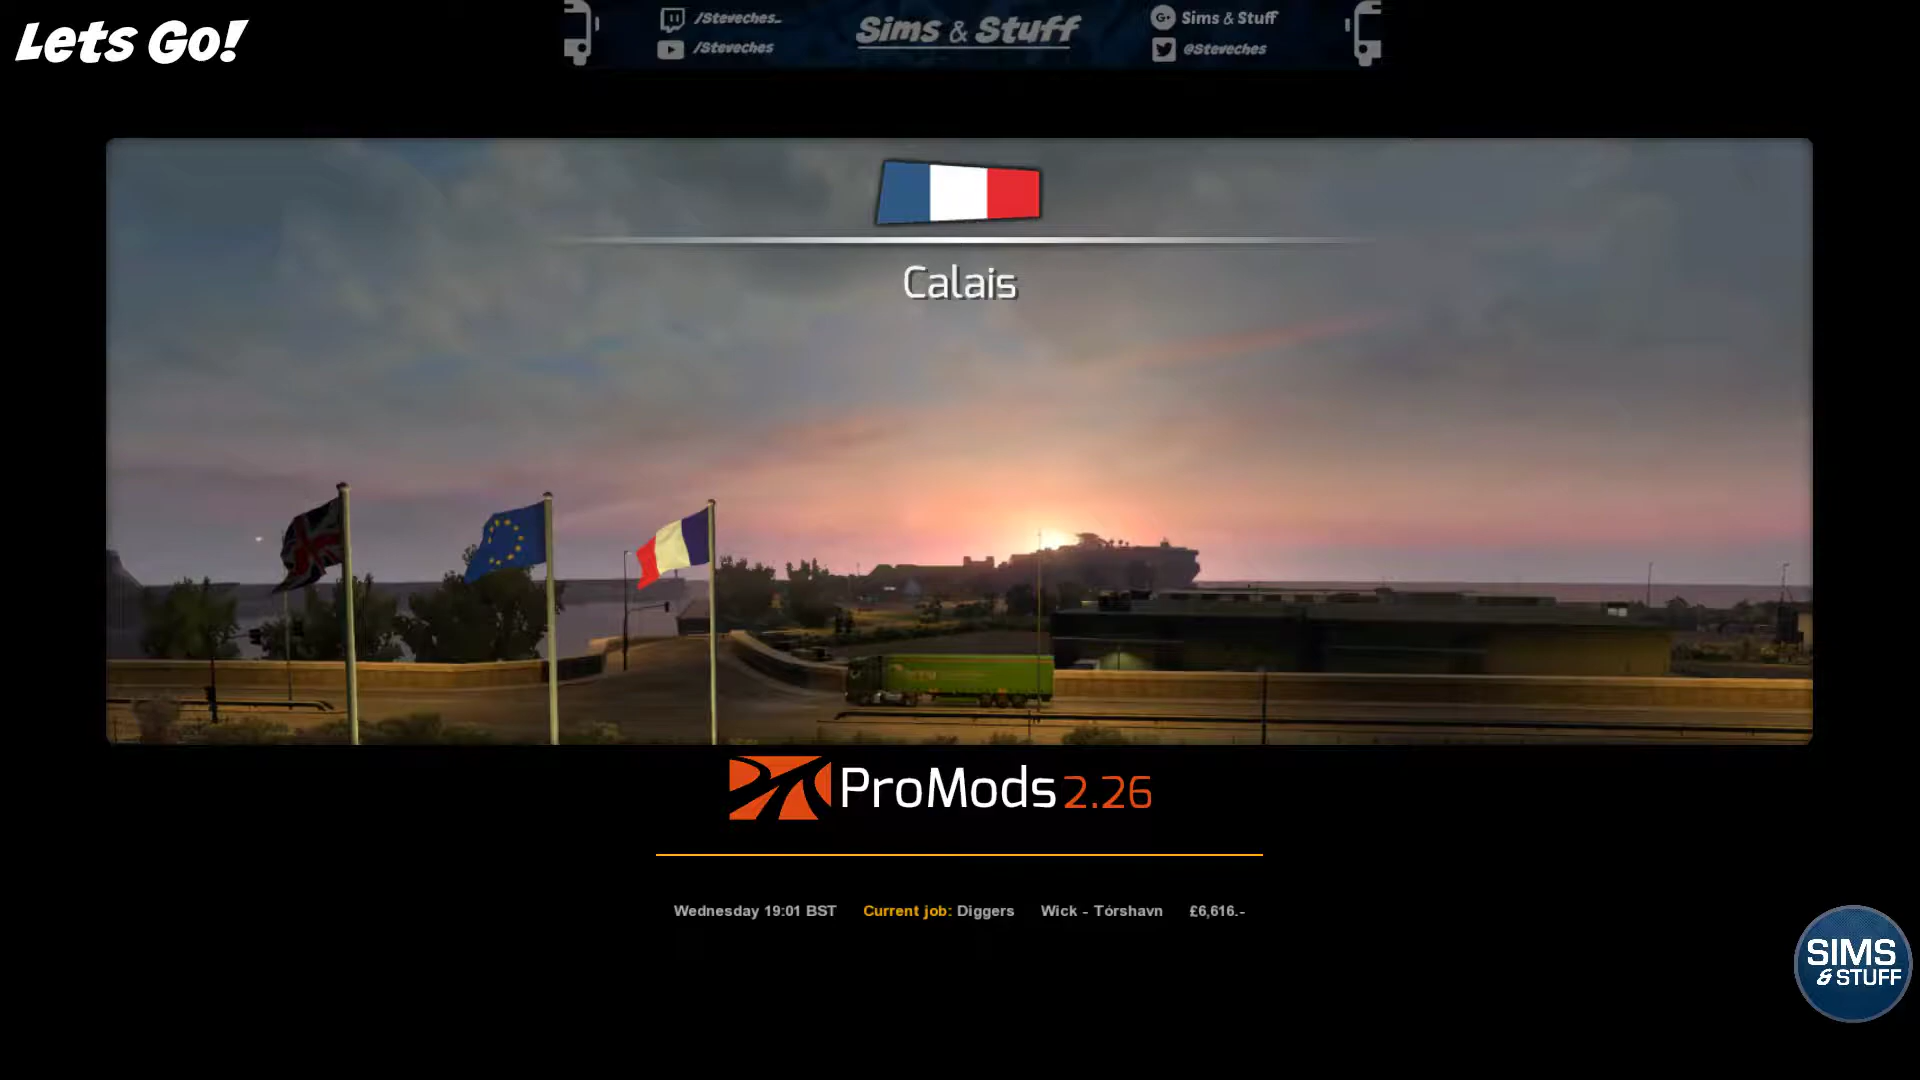 Lets Go!
/Steveches_
/Steveches
Sims & Stuff
G+ Sims & Stuff
@Steveches
Calais
ProMods 2.26
Wednesday 19:01 BST Current job: Diggers Wick - Tórshavn £6,616.-
SIMS
& STUFF